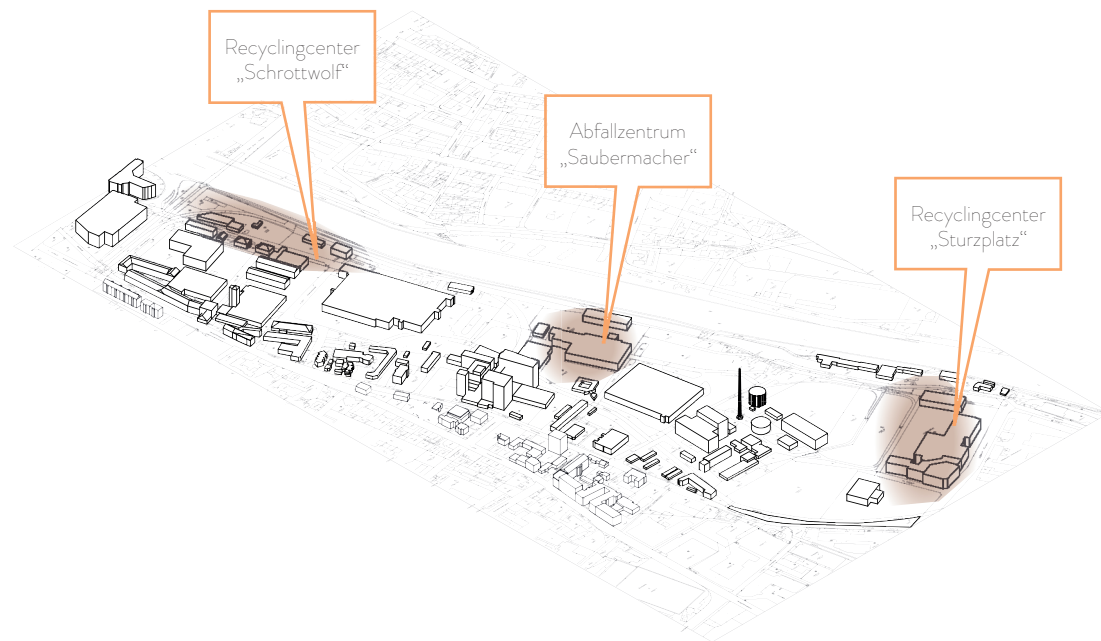 Recyclingcenter
„Schrottwolf“
Abfallzentrum
„Saubermacher“
Recyclingcenter
„Sturzplatz“